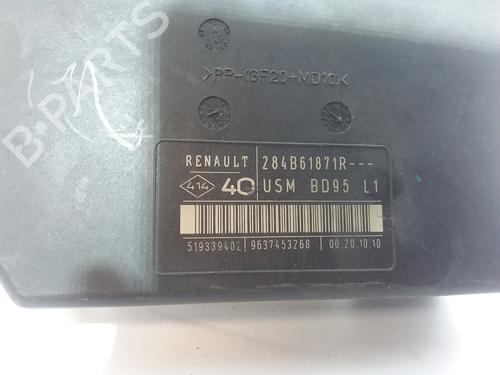 >PP-(GF20+MD10)<
RENAULT 284B61871R---
414 40 USM BD95 L1
519339402 9637453268 00.20.10.10
B-PARTS